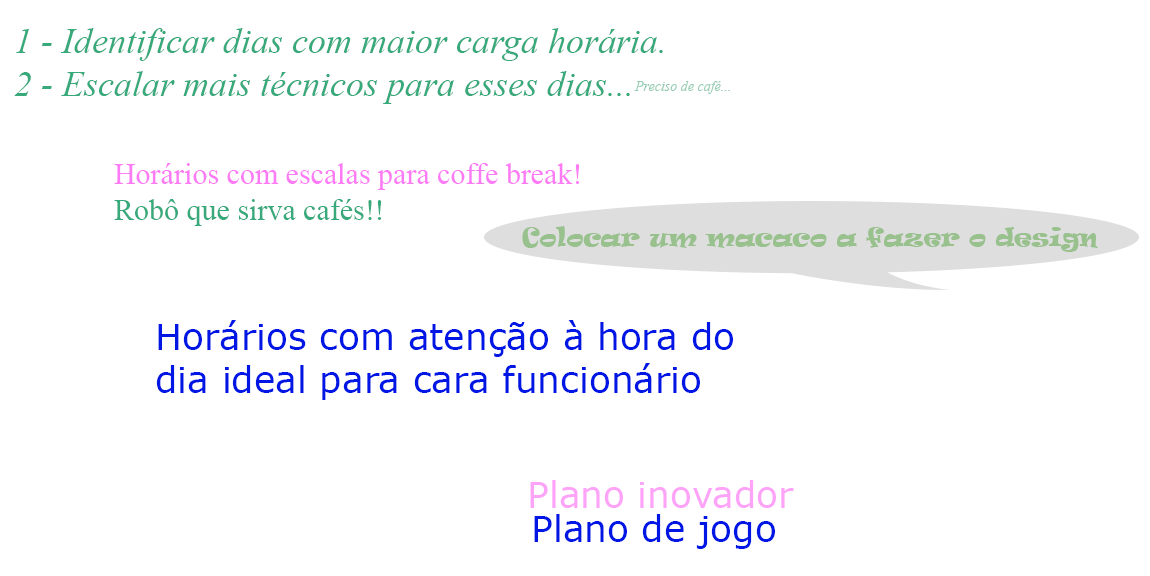 1 - Identificar dias com maior carga horária.
2 - Escalar mais técnicos para esses dias... Preciso de café...
Horários com escalas para coffe break!
Robô que sirva cafés!!
Colocar um macaco a fazer o design
Horários com atenção à hora do
dia ideal para cara funcionário
Plano inovador
Plano de jogo